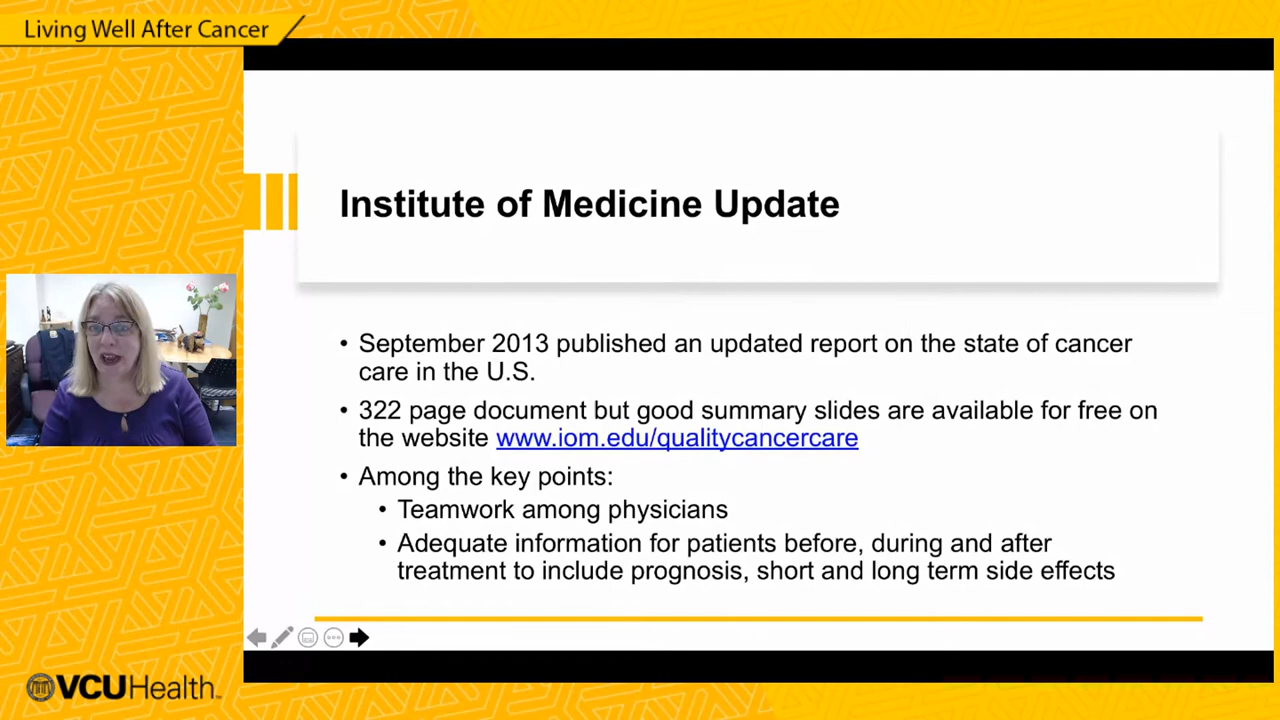 Living Well After Cancer
Institute of Medicine Update
• September 2013 published an updated report on the state of cancer
care in the U.S.
• 322 page document but good summary slides are available for free on
the website www.iom.edu/qualitycancercare
• Among the key points:
• Teamwork among physicians
• Adequate information for patients before, during and after
treatment to include prognosis, short and long term side effects
VCUHealth